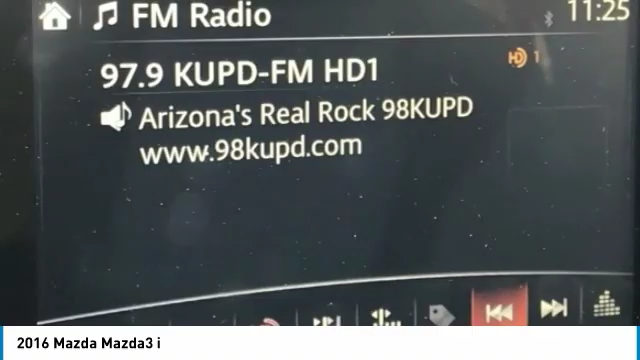 FM Radio
11:25
97.9 KUPD-FM HD1
HD 1
Arizona's Real Rock 98KUPD
www.98kupd.com
2016 Mazda Mazda3 i